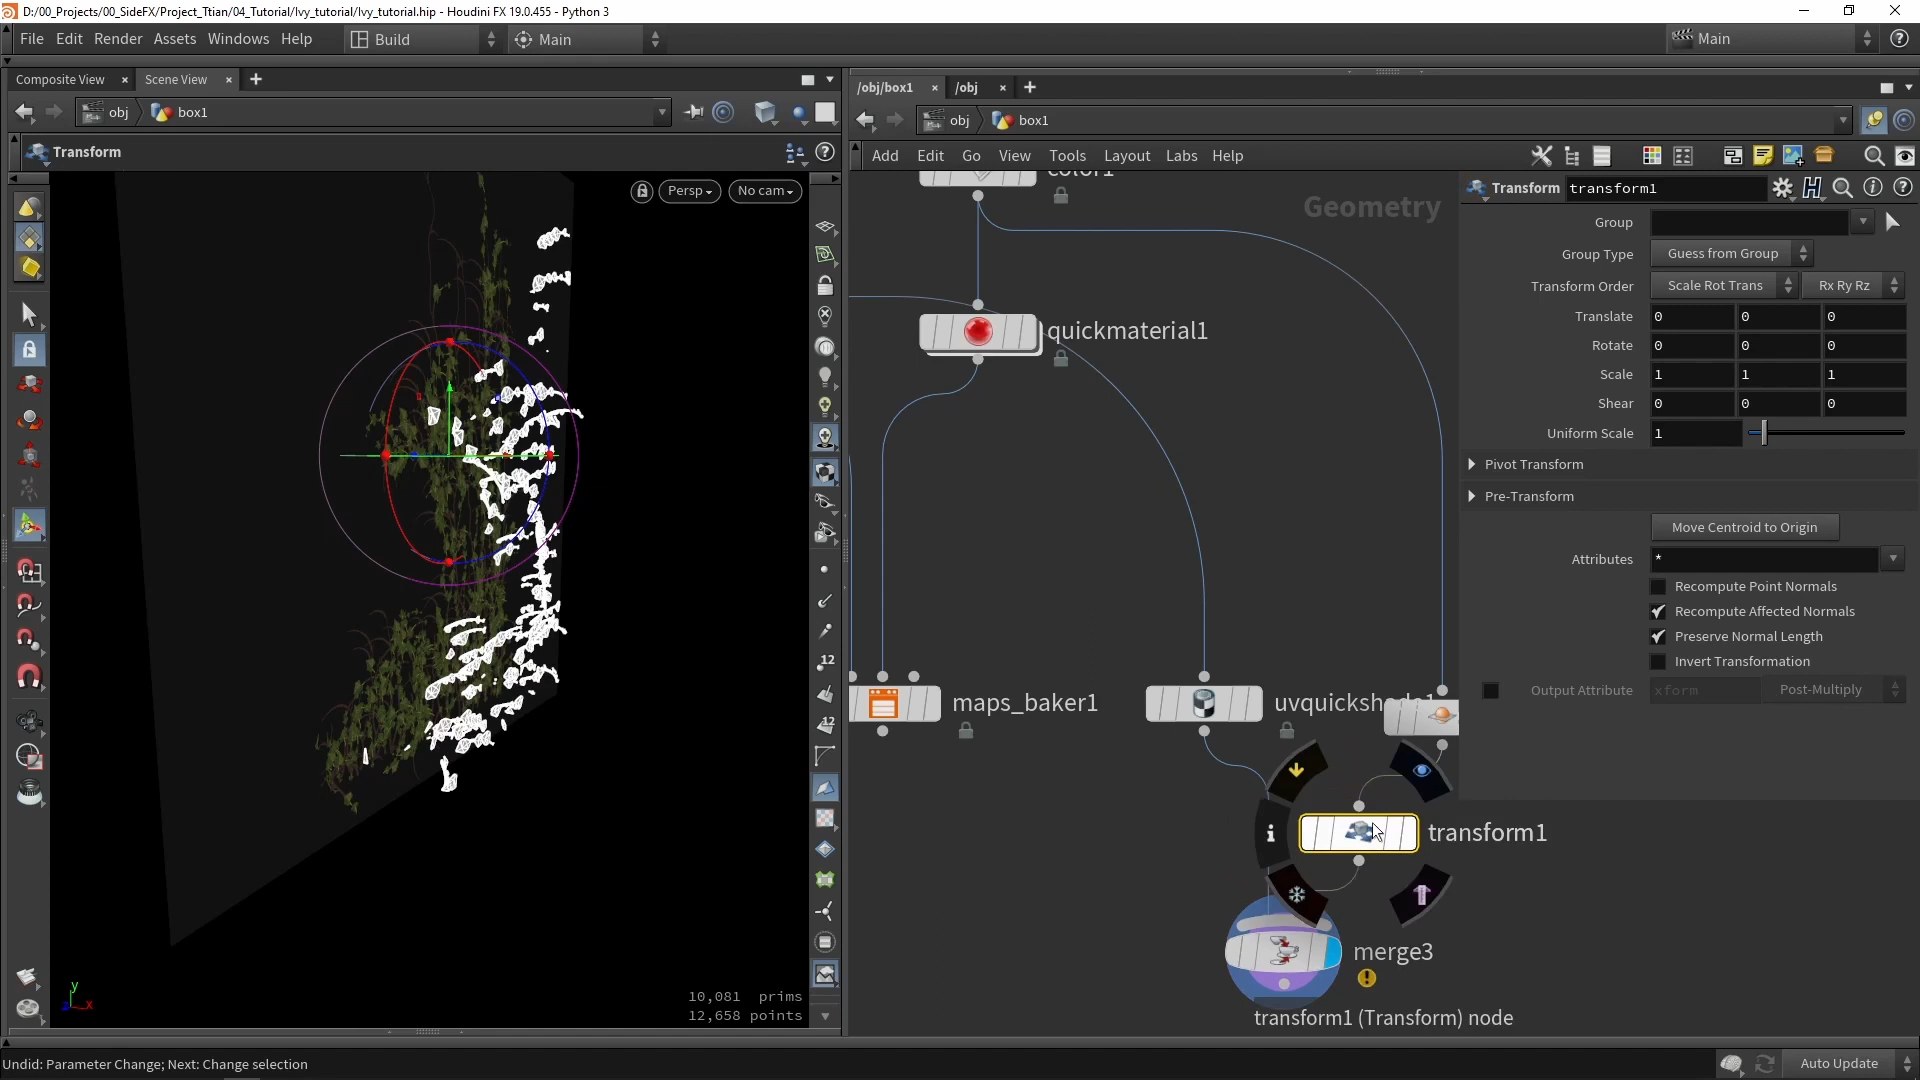 D:/00_Projects/00_SideFX/Project_Ttian/04_Tutorial/Ivy_tutorial/Ivy_tutorial.hip - Houdini FX 19.0.455 - Python 3
File Edit Render Assets Windows Help Build Main Main
Composite View × Scene View × +
/obj/box1 × /obj × +
obj box1
obj box1
Transform
Add Edit Go View Tools Layout Labs Help
Persp No cam
Geometry
Transform transform1
Group
Group Type Guess from Group
Transform Order Scale Rot Trans Rx Ry Rz
Translate 0 0 0
Rotate 0 0 0
Scale 1 1 1
Shear 0 0 0
Uniform Scale 1
Pivot Transform
Pre-Transform
Move Centroid to Origin
Attributes *
Recompute Point Normals
Recompute Affected Normals
Preserve Normal Length
Invert Transformation
Output Attribute xform Post-Multiply
color1
quickmaterial1
maps_baker1
uvquickshade1
transform1
merge3
transform1 (Transform) node
12
12
y
z x
10,081 prims
12,658 points
Undid: Parameter Change; Next: Change selection
Auto Update